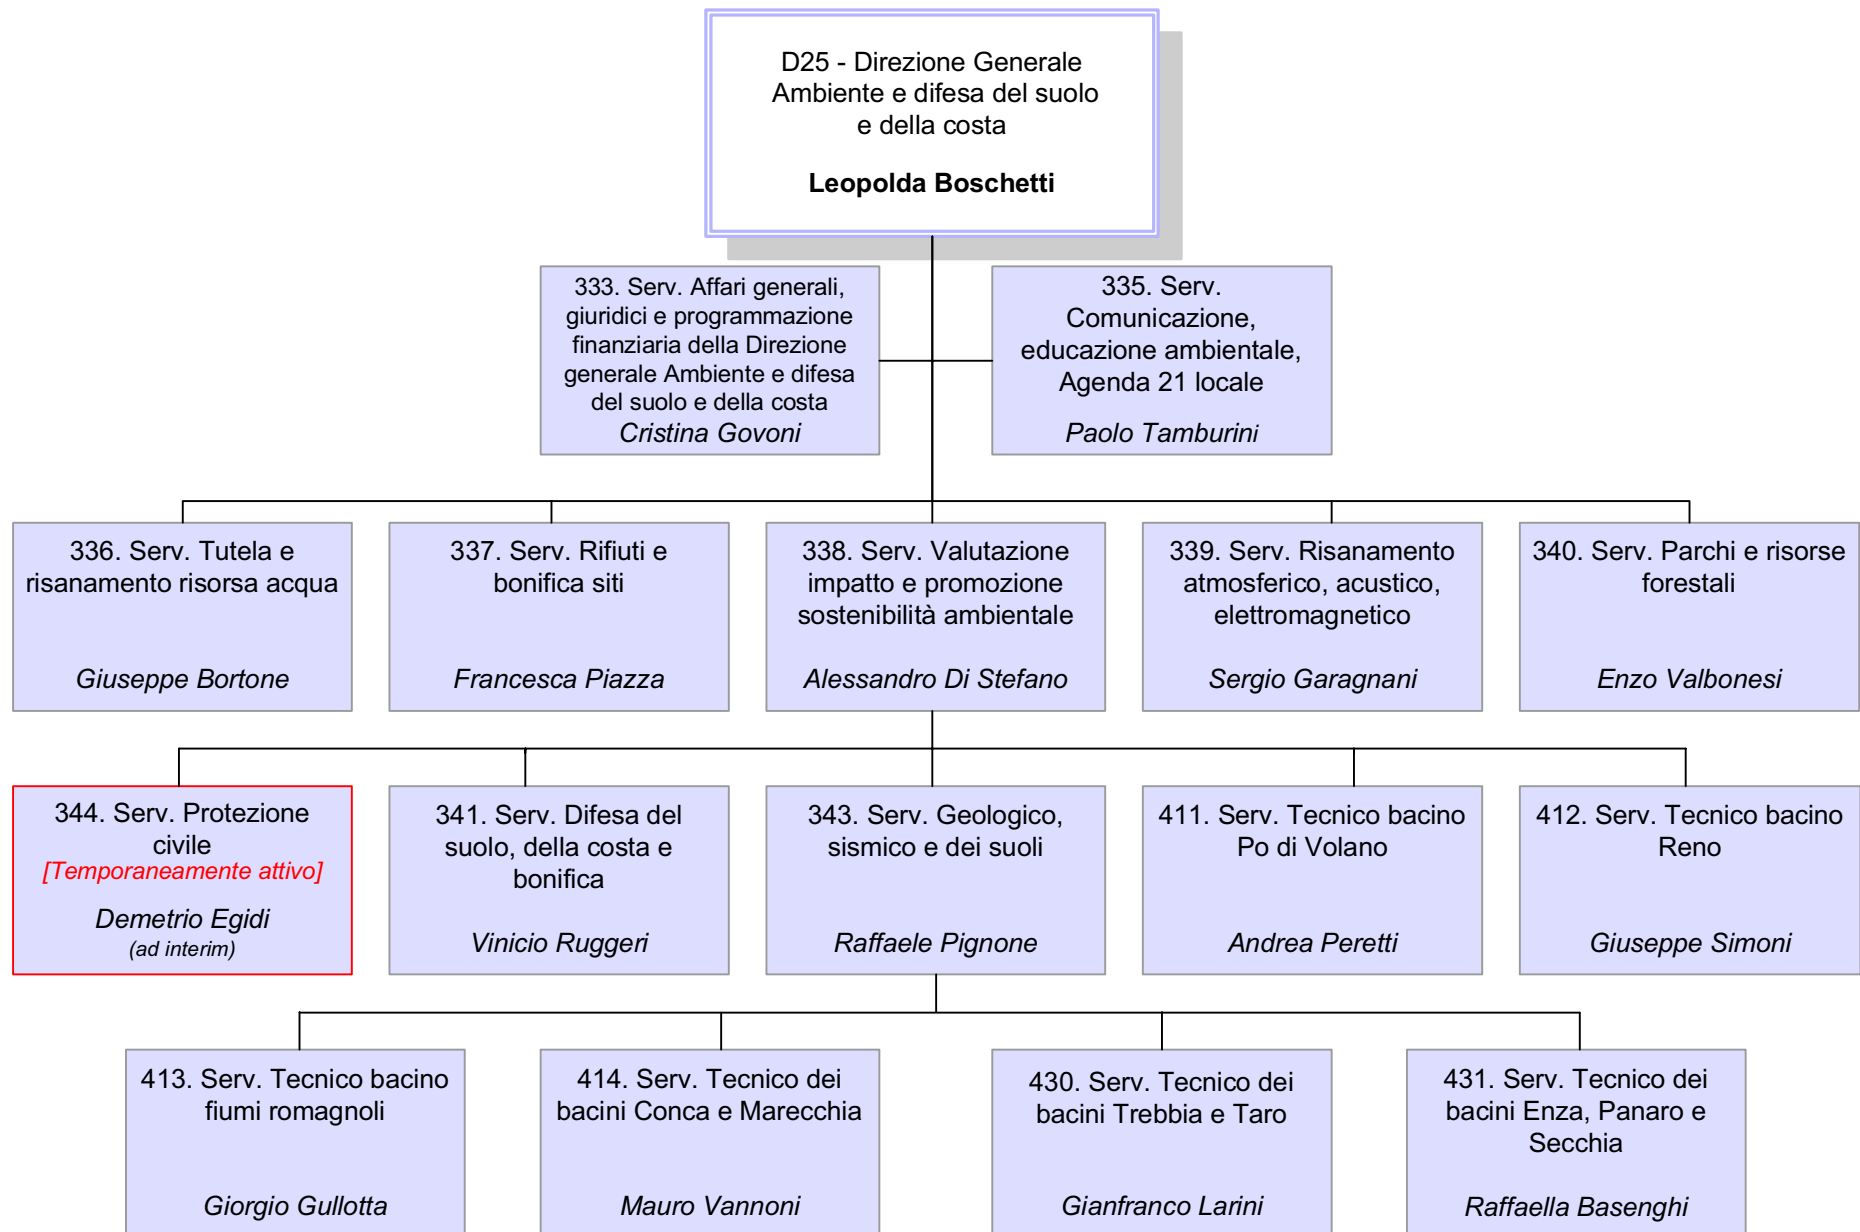 D25 - Direzione Generale
Ambiente e difesa del suolo
e della costa
Leopolda Boschetti
333. Serv. Affari generali,
giuridici e programmazione
finanziaria della Direzione
generale Ambiente e difesa
del suolo e della costa
Cristina Govoni
335. Serv.
Comunicazione,
educazione ambientale,
Agenda 21 locale
Paolo Tamburini
336. Serv. Tutela e
risanamento risorsa acqua
Giuseppe Bortone
337. Serv. Rifiuti e
bonifica siti
Francesca Piazza
338. Serv. Valutazione
impatto e promozione
sostenibilità ambientale
Alessandro Di Stefano
339. Serv. Risanamento
atmosferico, acustico,
elettromagnetico
Sergio Garagnani
340. Serv. Parchi e risorse
forestali
Enzo Valbonesi
344. Serv. Protezione
civile
[Temporaneamente attivo]
Demetrio Egidi
(ad interim)
341. Serv. Difesa del
suolo, della costa e
bonifica
Vinicio Ruggeri
343. Serv. Geologico,
sismico e dei suoli
Raffaele Pignone
411. Serv. Tecnico bacino
Po di Volano
Andrea Peretti
412. Serv. Tecnico bacino
Reno
Giuseppe Simoni
413. Serv. Tecnico bacino
fiumi romagnoli
Giorgio Gullotta
414. Serv. Tecnico dei
bacini Conca e Marecchia
Mauro Vannoni
430. Serv. Tecnico dei
bacini Trebbia e Taro
Gianfranco Larini
431. Serv. Tecnico dei
bacini Enza, Panaro e
Secchia
Raffaella Basenghi